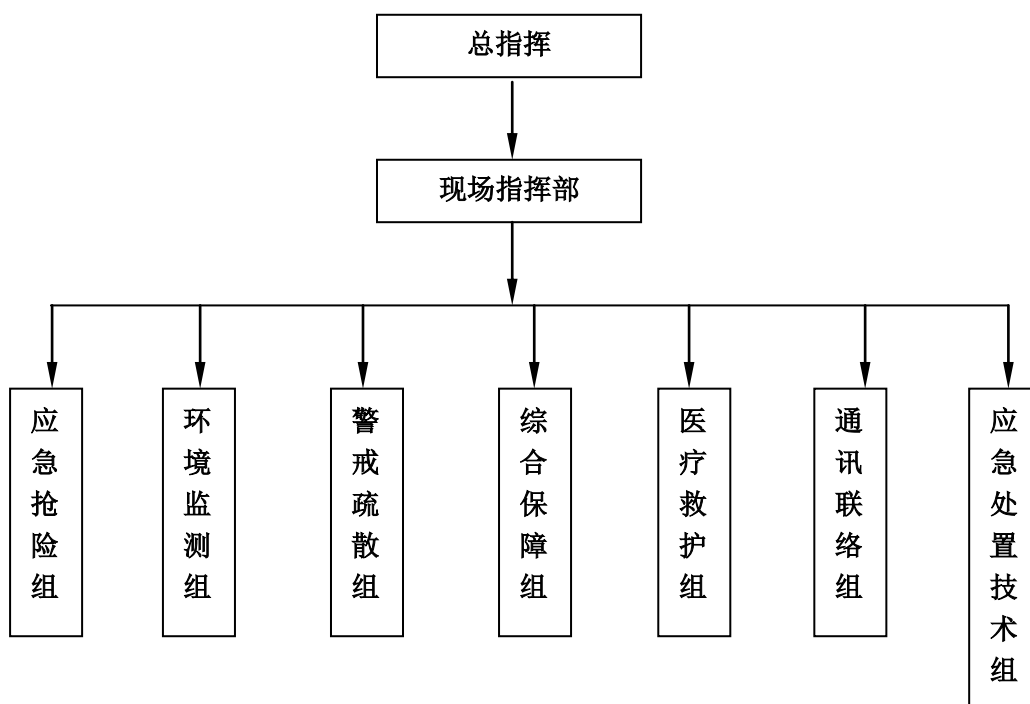 总指挥
现场指挥部
应急抢险组
环境监测组
警戒疏散组
综合保障组
医疗救护组
通讯联络组
应急处置技术组